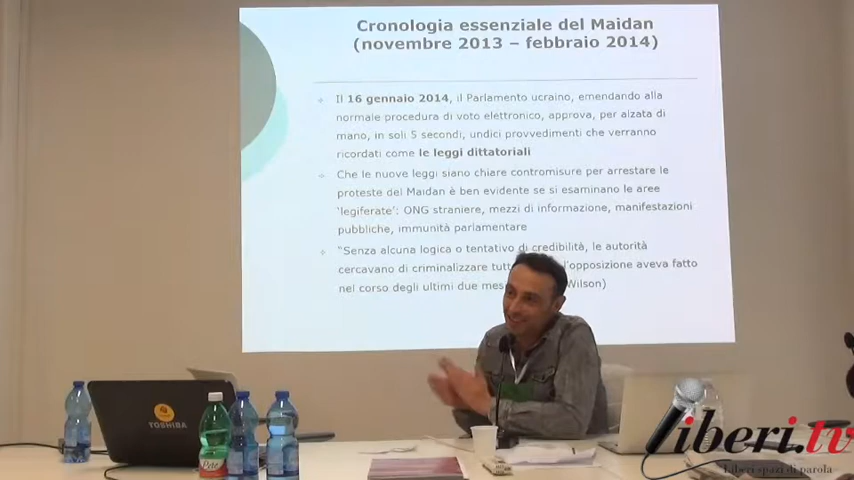 Cronologia essenziale del Maidan
(novembre 2013 – febbraio 2014)
Il 16 gennaio 2014, il Parlamento ucraino, emendando alla
normale procedura di voto elettronico, approva, per alzata di
mano, in soli 5 secondi, undici provvedimenti che verranno
ricordati come le leggi dittatoriali
Che le nuove leggi siano chiare contromisure per arrestare le
proteste del Maidan è ben evidente se si esaminano le aree
'legiferate': ONG straniere, mezzi di informazione, manifestazioni
pubbliche, immunità parlamentare
"Senza alcuna logica o tentativo di credibilità, le autorità
cercavano di criminalizzare l'opposizione aveva fatto
nel corso degli ultimi due Wilson)
TOSHIBA
liberi.tv
Liberi spazi di parola